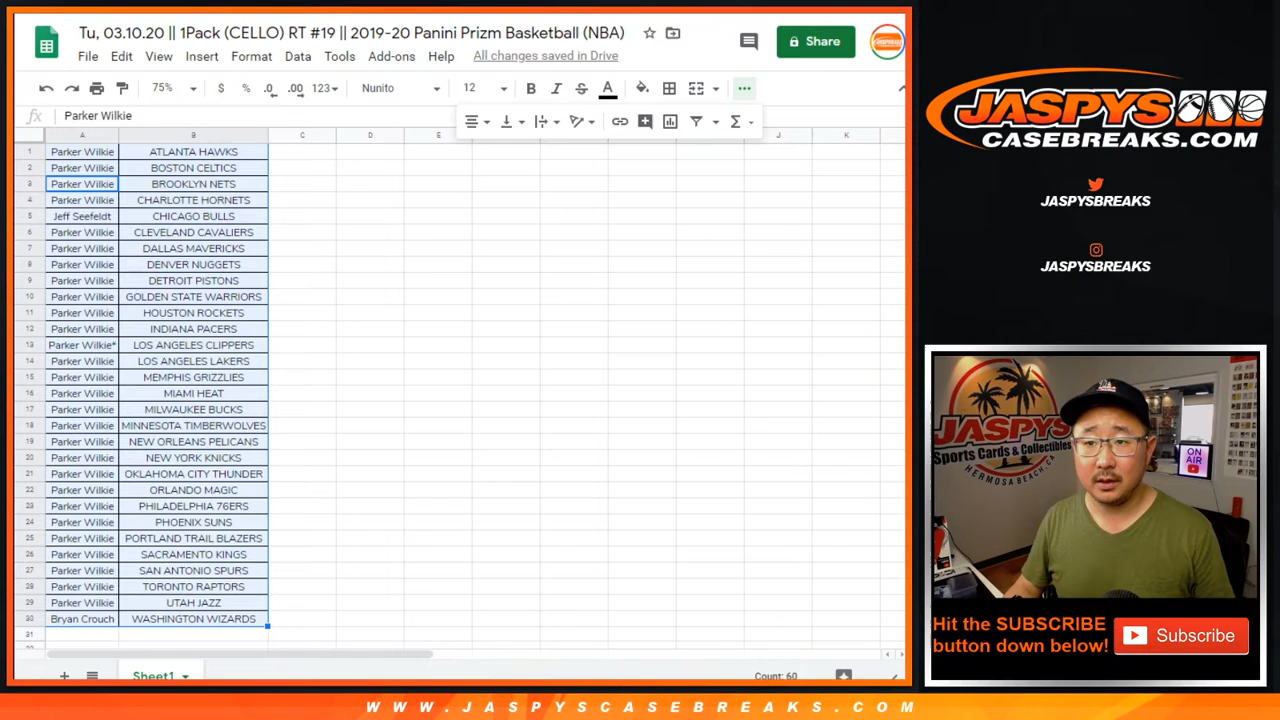 Tu, 03.10.20 || 1Pack (CELLO) RT #19 || 2019-20 Panini Prizm Basketball (NBA)
Share
File Edit View Insert Format Data Tools Add-ons Help All changes saved in Drive
75% $ % .0 .00 123 Nunito 12 B I S A
fx Parker Wilkie
A B C D E J K
1 Parker Wilkie ATLANTA HAWKS
2 Parker Wilkie BOSTON CELTICS
3 Parker Wilkie BROOKLYN NETS
4 Parker Wilkie CHARLOTTE HORNETS
5 Jeff Seefeldt CHICAGO BULLS
6 Parker Wilkie CLEVELAND CAVALIERS
7 Parker Wilkie DALLAS MAVERICKS
8 Parker Wilkie DENVER NUGGETS
9 Parker Wilkie DETROIT PISTONS
10 Parker Wilkie GOLDEN STATE WARRIORS
11 Parker Wilkie HOUSTON ROCKETS
12 Parker Wilkie INDIANA PACERS
13 Parker Wilkie* LOS ANGELES CLIPPERS
14 Parker Wilkie LOS ANGELES LAKERS
15 Parker Wilkie MEMPHIS GRIZZLIES
16 Parker Wilkie MIAMI HEAT
17 Parker Wilkie MILWAUKEE BUCKS
18 Parker Wilkie MINNESOTA TIMBERWOLVES
19 Parker Wilkie NEW ORLEANS PELICANS
20 Parker Wilkie NEW YORK KNICKS
21 Parker Wilkie OKLAHOMA CITY THUNDER
22 Parker Wilkie ORLANDO MAGIC
23 Parker Wilkie PHILADELPHIA 76ERS
24 Parker Wilkie PHOENIX SUNS
25 Parker Wilkie PORTLAND TRAIL BLAZERS
26 Parker Wilkie SACRAMENTO KINGS
27 Parker Wilkie SAN ANTONIO SPURS
28 Parker Wilkie TORONTO RAPTORS
29 Parker Wilkie UTAH JAZZ
30 Bryan Crouch WASHINGTON WIZARDS
31
Sheet1
Count: 60
JASPYS
CASEBREAKS.COM
JASPYSBREAKS
JASPYSBREAKS
JASPYS
Sports Cards & Collectibles
HERMOSA BEACH, CA
ON
AIR
Hit the SUBSCRIBE
button down below!
Subscribe
WWW.JASPYSCASEBREAKS.COM